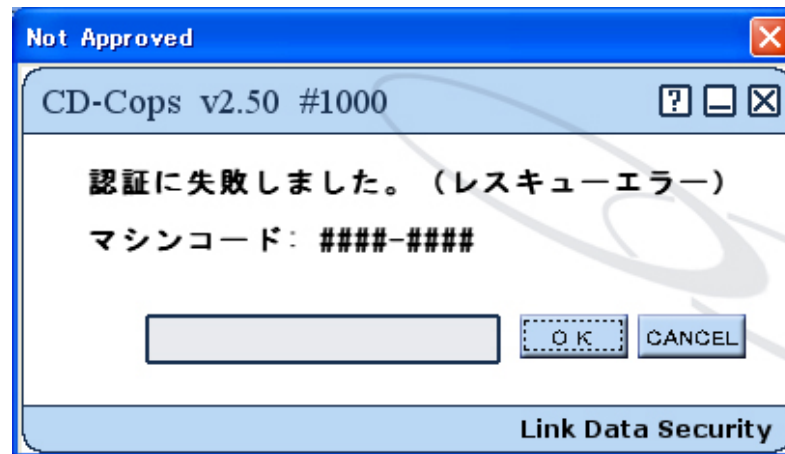 Not Approved
CD-Cops v2.50 #1000
認証に失敗しました。（レスキューエラー）
マシンコード: ####-####
OK CANCEL
Link Data Security